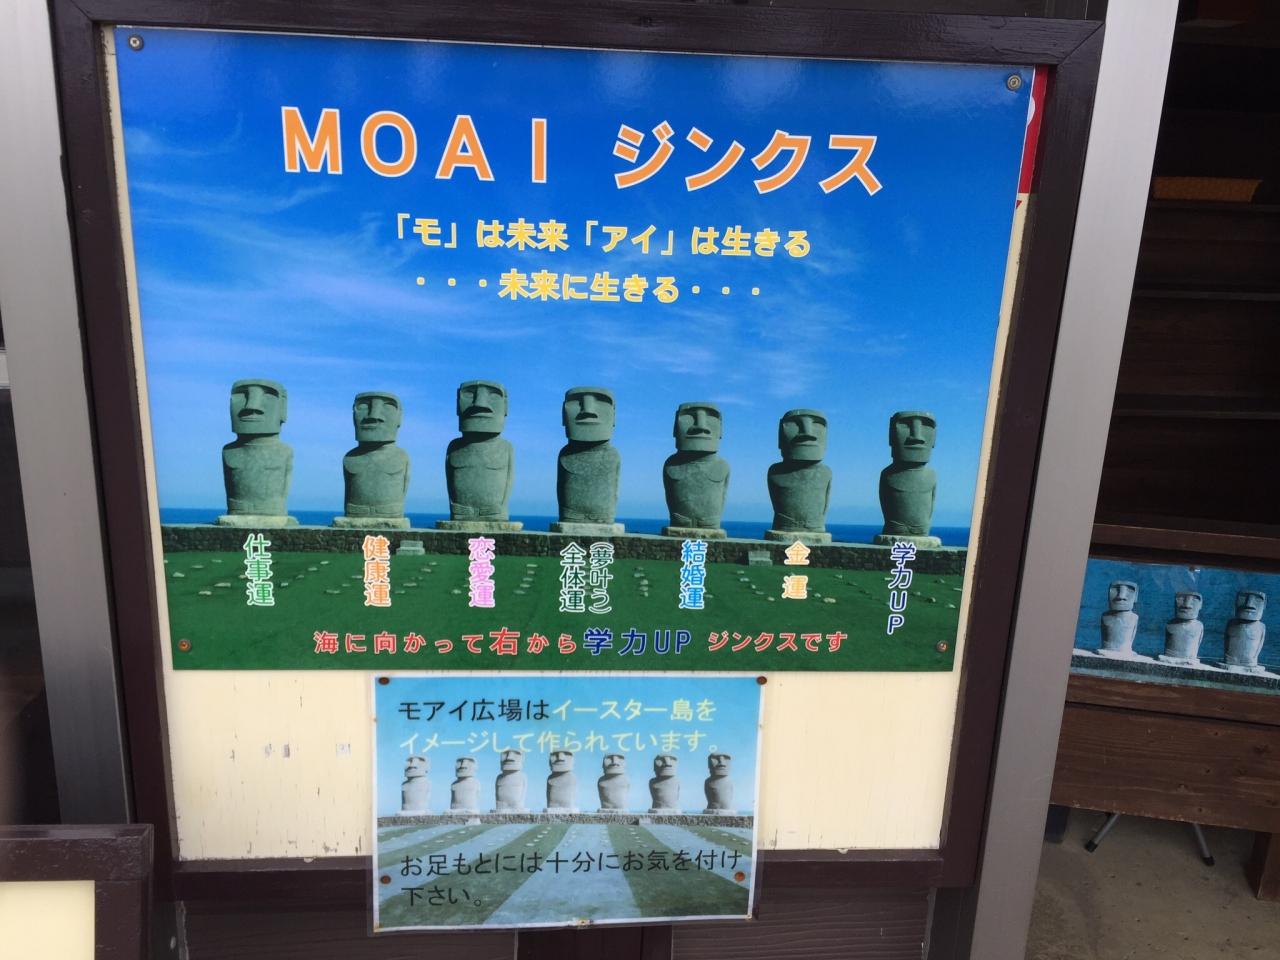 MOAI ジンクス
「モ」は未来「アイ」は生きる
・・・未来に生きる・・・
仕事運
健康運
恋愛運
全体運
(夢叶う)
結婚運
金運
学力UP
海に向かって右から学力UP ジンクスです
モアイ広場はイースター島を
イメージして作られています。
お足もとには十分にお気を付け
下さい。